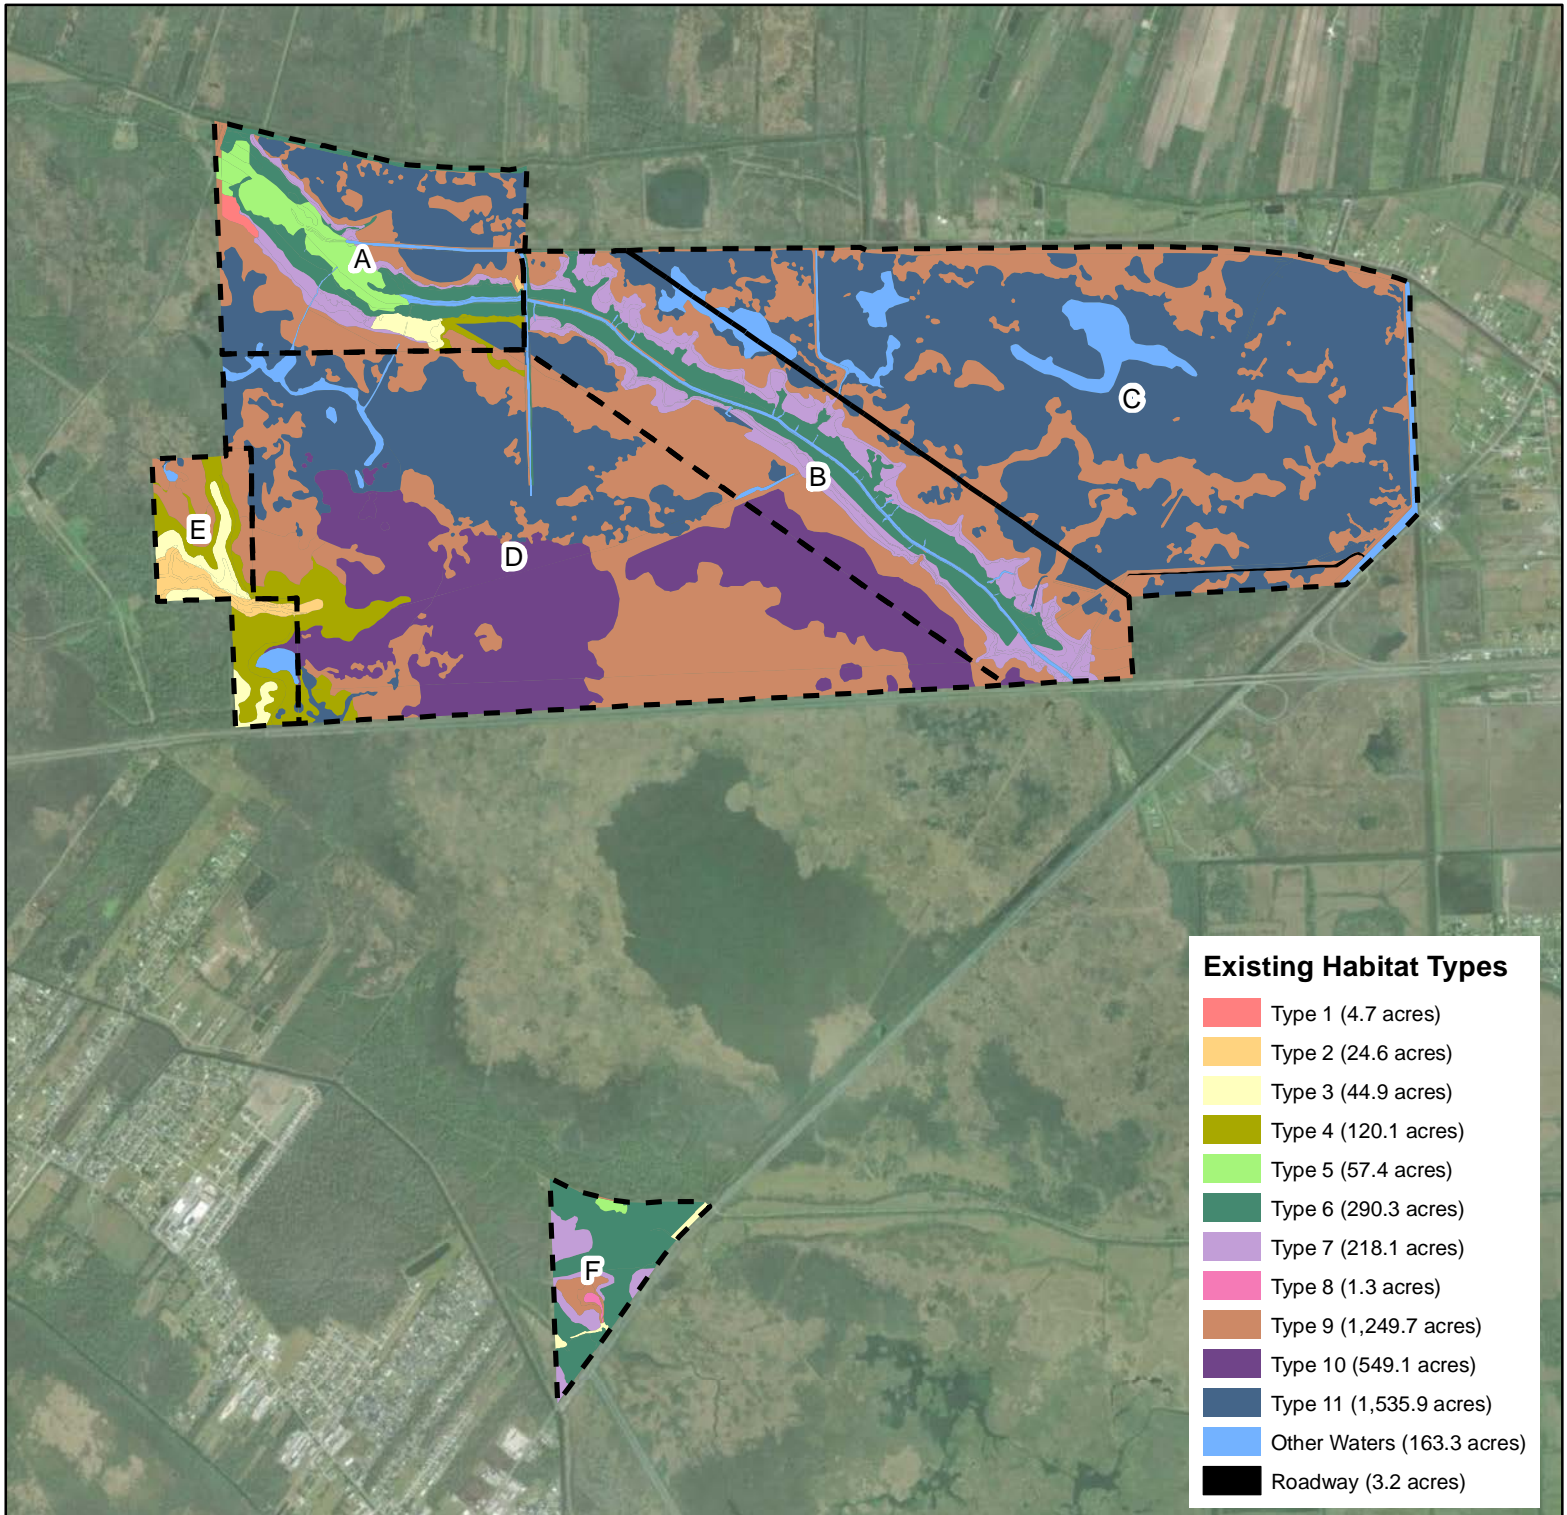 A
C
B
E
D
F
Existing Habitat Types
Type 1 (4.7 acres)
Type 2 (24.6 acres)
Type 3 (44.9 acres)
Type 4 (120.1 acres)
Type 5 (57.4 acres)
Type 6 (290.3 acres)
Type 7 (218.1 acres)
Type 8 (1.3 acres)
Type 9 (1,249.7 acres)
Type 10 (549.1 acres)
Type 11 (1,535.9 acres)
Other Waters (163.3 acres)
Roadway (3.2 acres)